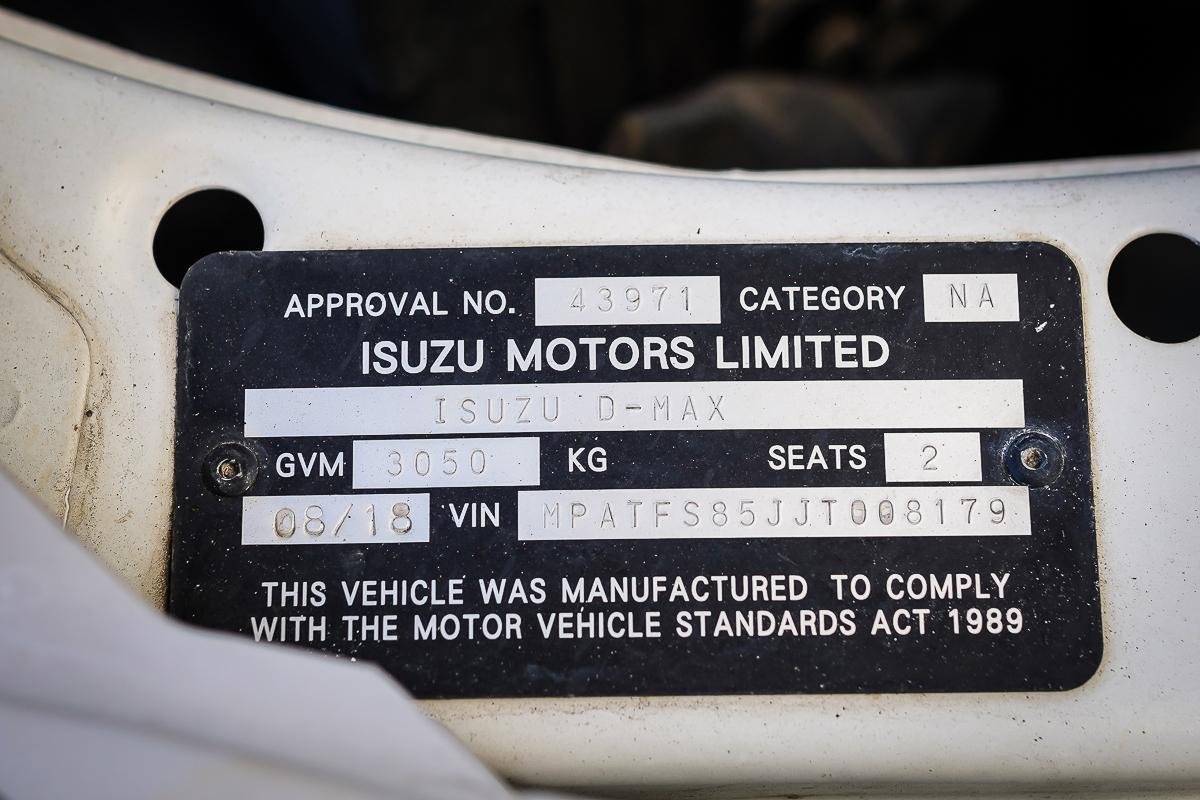 APPROVAL NO. 43971 CATEGORY NA
ISUZU MOTORS LIMITED
ISUZU D-MAX
GVM 3050 KG SEATS 2
08/18 VIN MPATFS85JJT008179
THIS VEHICLE WAS MANUFACTURED TO COMPLY
WITH THE MOTOR VEHICLE STANDARDS ACT 1989